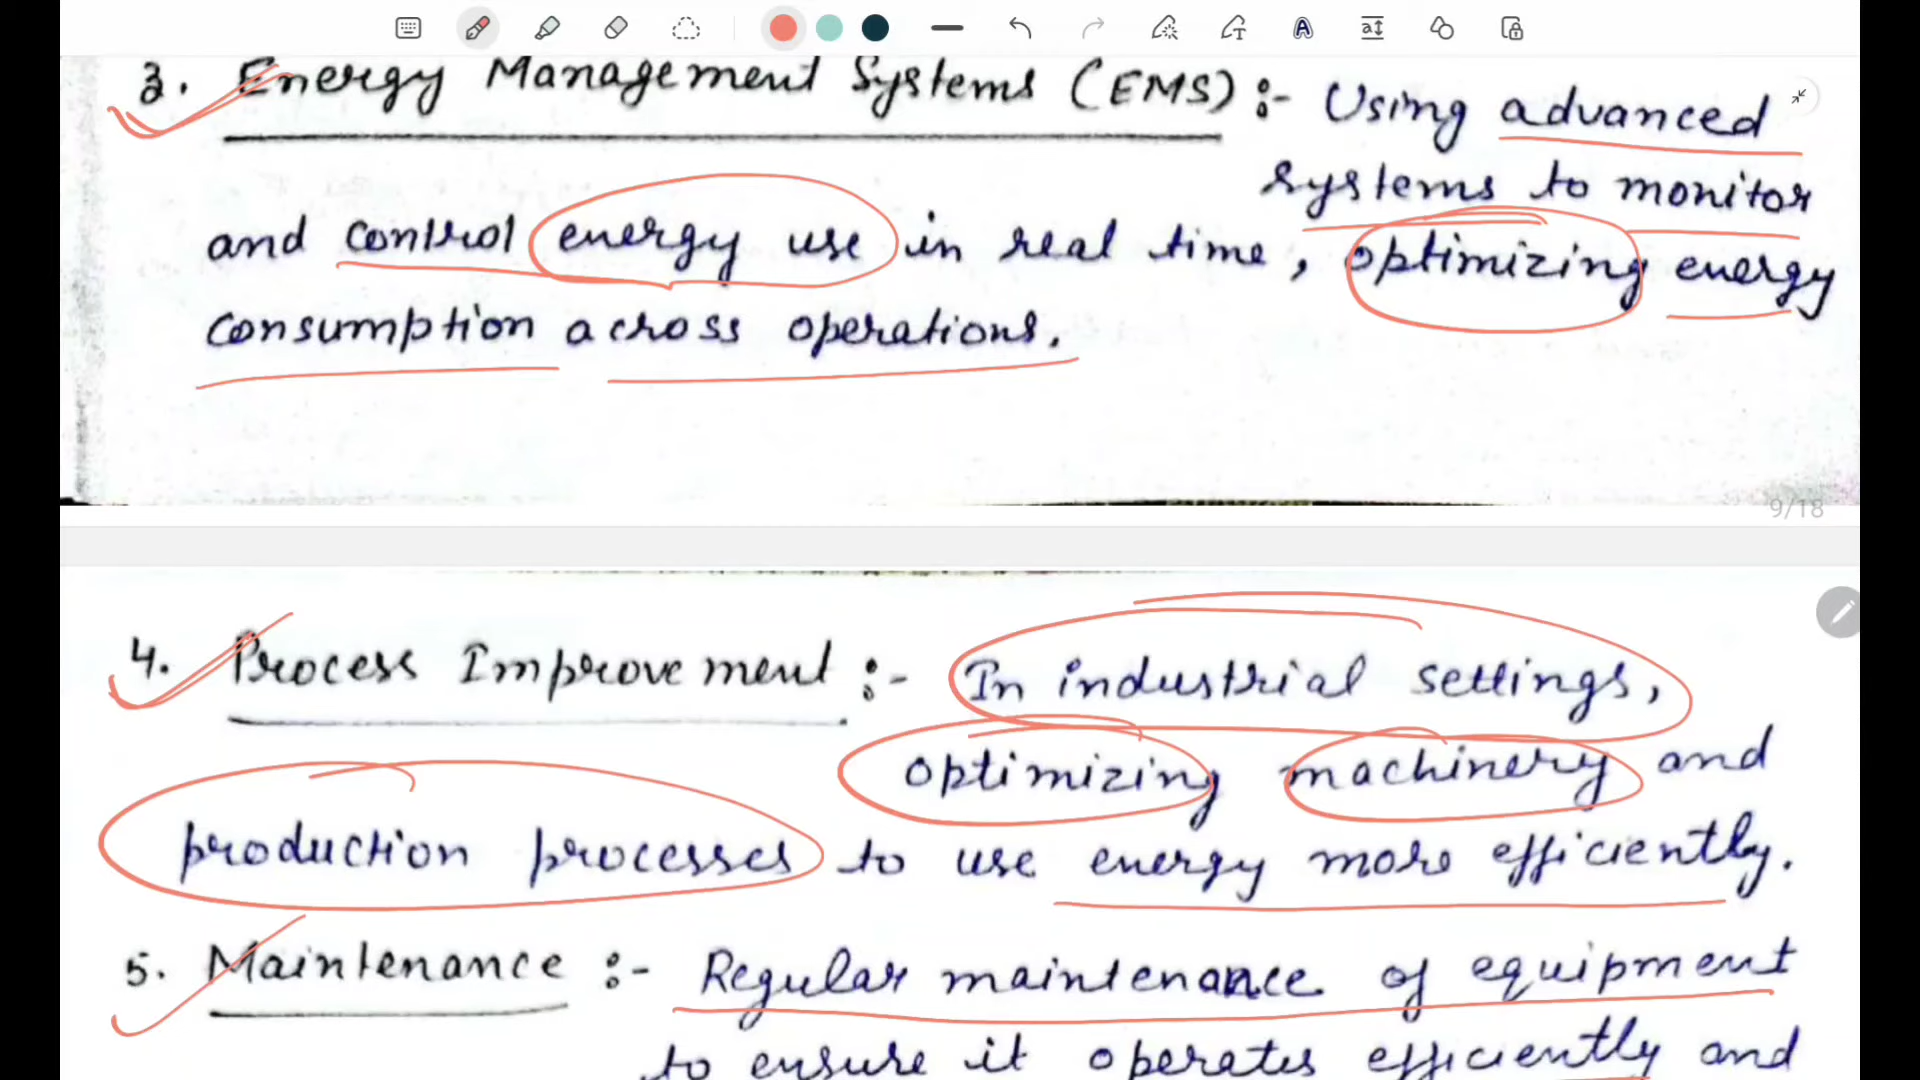 3. Energy Management Systems (EMS) :- Using advanced
systems to monitor
and control energy use in real time, optimizing energy
consumption across operations.
9/18
4. Process Improvement :- In industrial settings,
optimizing machinery and
production processes to use energy more efficiently.
5. Maintenance :- Regular maintenance of equipment
to ensure it operates efficiently and